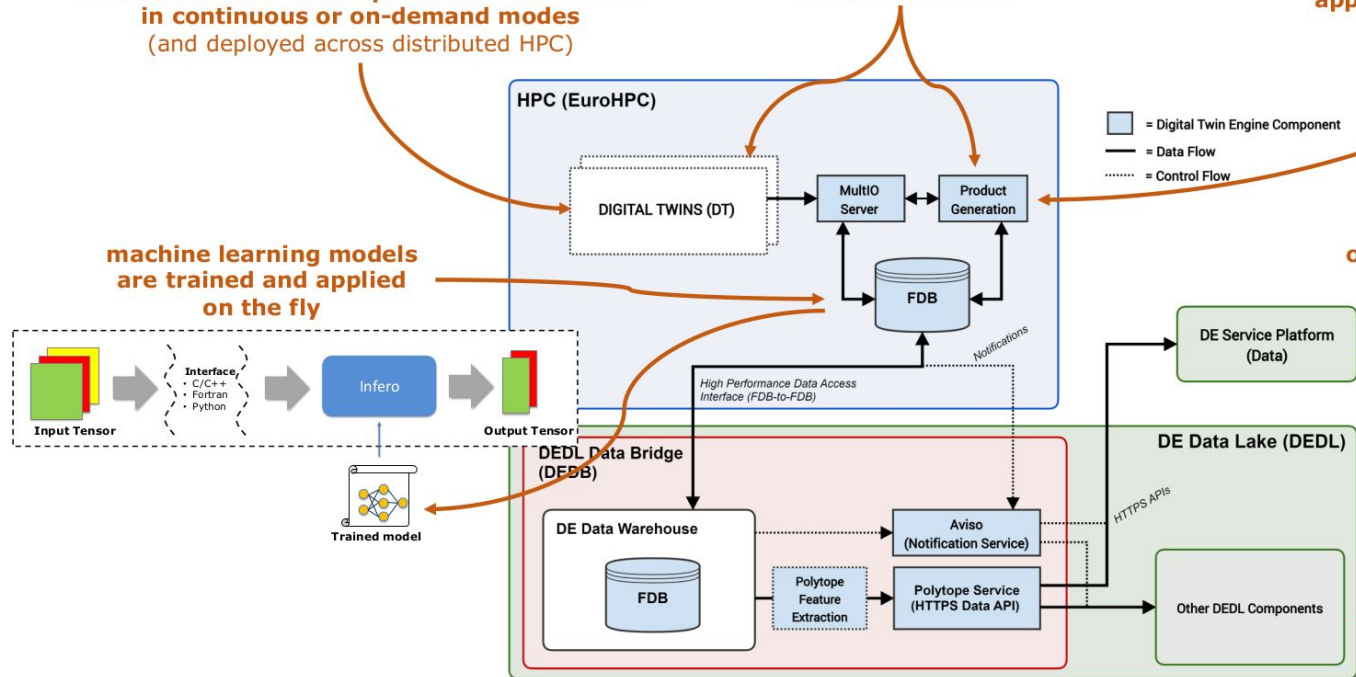 in continuous or on-demand modes
(and deployed across distributed HPC)
HPC (EuroHPC)
= Digital Twin Engine Component
= Data Flow
= Control Flow
DIGITAL TWINS (DT)
MultIO
Server
Product
Generation
machine learning models
are trained and applied
on the fly
FDB
Notifications
High Performance Data Access
Interface (FDB-to-FDB)
DE Service Platform
(Data)
Interface
• C/C++
• Fortran
• Python
Infero
Input Tensor
Output Tensor
Trained model
DE Data Lake (DEDL)
DEDL Data Bridge
(DEDB)
HTTPS APIs
DE Data Warehouse
FDB
Aviso
(Notification Service)
Polytope
Feature
Extraction
Polytope Service
(HTTPS Data API)
Other DEDL Components